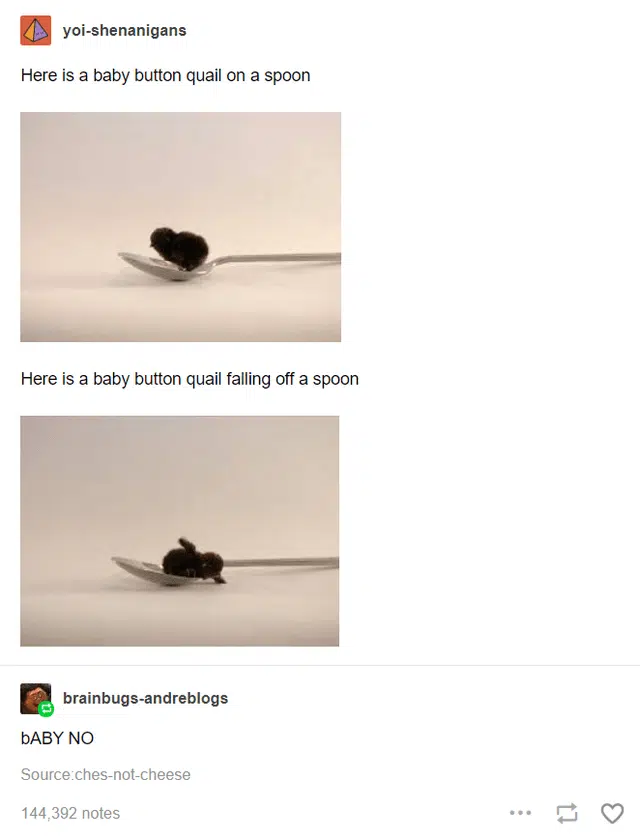 yoi-shenanigans
Here is a baby button quail on a spoon
Here is a baby button quail falling off a spoon
brainbugs-andreblogs
bABY NO
Source:ches-not-cheese
144,392 notes